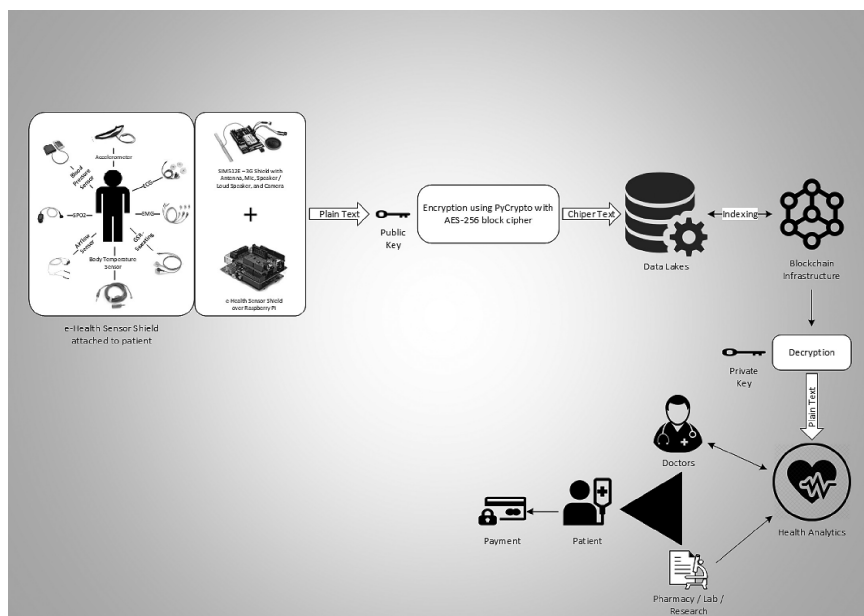 Accelerometer
Blood
Pressure
Sensor
ECG
SPO2
EMG
Airflow
Sensor
GSR-
Sweating
Body Temperature
Sensor
e-Health Sensor Shield
attached to patient
3G Shield with
Antenna, Mic, Speaker /
Loud Speaker, and Camera
+
e-Health Sensor Shield
over Raspberry Pi
Plain Text
Public
Key
Encryption using PyCrypto with
AES-256 block cipher
Chiper Text
Data Lakes
Indexing
Blockchain
Infrastructure
Private
Key
Decryption
Plain Text
Doctors
Health Analytics
Payment
Patient
Pharmacy / Lab /
Research